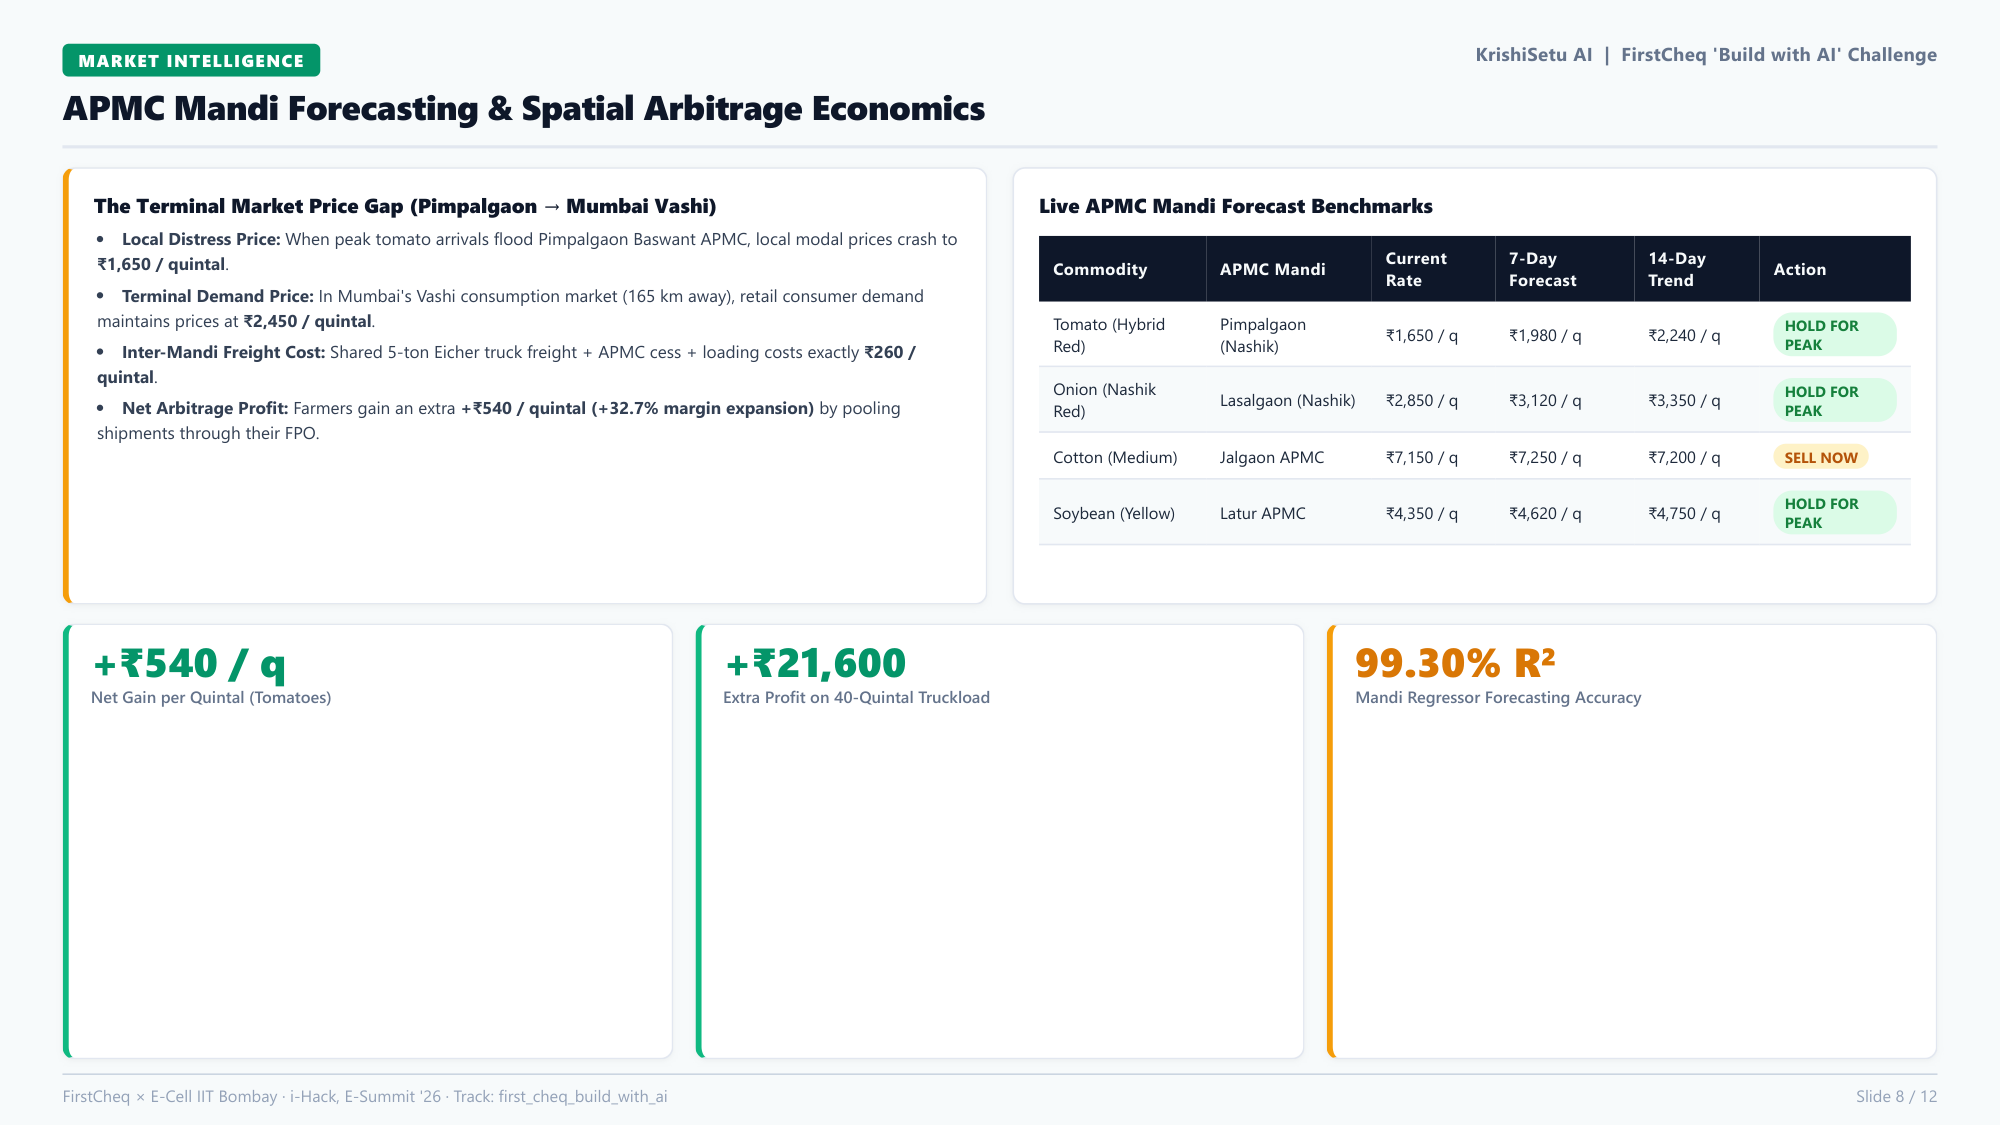 MARKET INTELLIGENCE
KrishiSetu AI | FirstCheq 'Build with AI' Challenge
APMC Mandi Forecasting & Spatial Arbitrage Economics
The Terminal Market Price Gap (Pimpalgaon → Mumbai Vashi)
• Local Distress Price: When peak tomato arrivals flood Pimpalgaon Baswant APMC, local modal prices crash to
₹1,650 / quintal.
• Terminal Demand Price: In Mumbai's Vashi consumption market (165 km away), retail consumer demand
maintains prices at ₹2,450 / quintal.
• Inter-Mandi Freight Cost: Shared 5-ton Eicher truck freight + APMC cess + loading costs exactly ₹260 /
quintal.
• Net Arbitrage Profit: Farmers gain an extra +₹540 / quintal (+32.7% margin expansion) by pooling
shipments through their FPO.
Live APMC Mandi Forecast Benchmarks
Commodity APMC Mandi Current Rate 7-Day Forecast 14-Day Trend Action
Tomato (Hybrid Red) Pimpalgaon (Nashik) ₹1,650 / q ₹1,980 / q ₹2,240 / q HOLD FOR PEAK
Onion (Nashik Red) Lasalgaon (Nashik) ₹2,850 / q ₹3,120 / q ₹3,350 / q HOLD FOR PEAK
Cotton (Medium) Jalgaon APMC ₹7,150 / q ₹7,250 / q ₹7,200 / q SELL NOW
Soybean (Yellow) Latur APMC ₹4,350 / q ₹4,620 / q ₹4,750 / q HOLD FOR PEAK
+₹540 / q
Net Gain per Quintal (Tomatoes)
+₹21,600
Extra Profit on 40-Quintal Truckload
99.30% R²
Mandi Regressor Forecasting Accuracy
FirstCheq × E-Cell IIT Bombay · i-Hack, E-Summit '26 · Track: first_cheq_build_with_ai
Slide 8 / 12